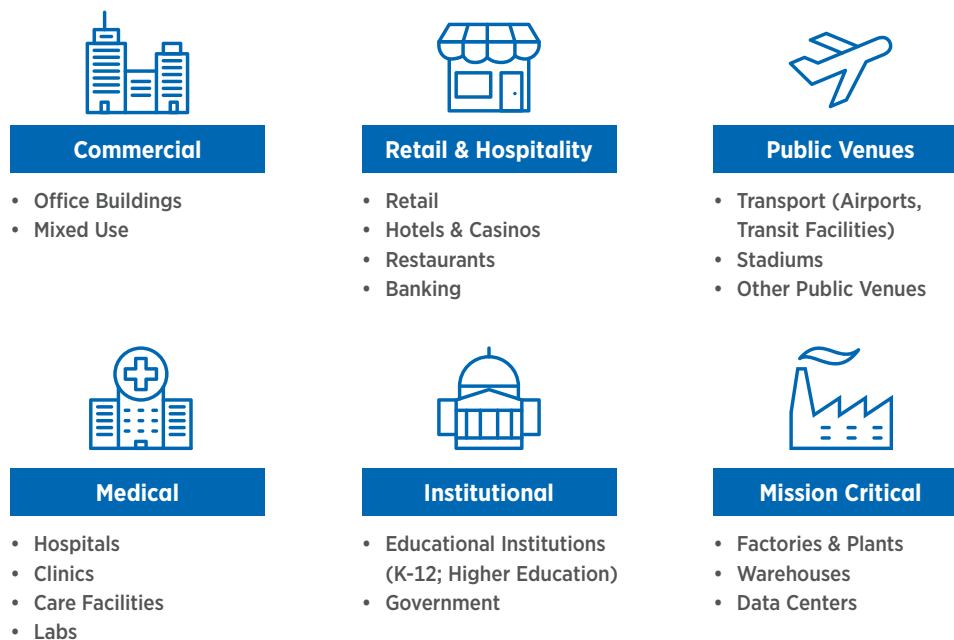 Commercial
• Office Buildings
• Mixed Use
Retail & Hospitality
• Retail
• Hotels & Casinos
• Restaurants
• Banking
Public Venues
• Transport (Airports,
Transit Facilities)
• Stadiums
• Other Public Venues
Medical
• Hospitals
• Clinics
• Care Facilities
• Labs
Institutional
• Educational Institutions
(K-12; Higher Education)
• Government
Mission Critical
• Factories & Plants
• Warehouses
• Data Centers